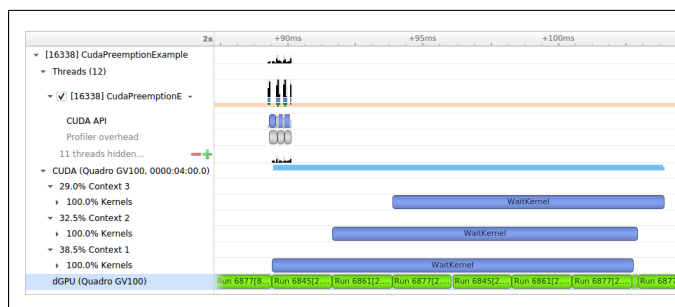 2s +90ms +95ms +100ms
[16338] CudaPreemptionExample
Threads (12)
[16338] CudaPreemptionE
CUDA API
Profiler overhead
11 threads hidden...
CUDA (Quadro GV100, 0000:04:00.0)
29.0% Context 3
100.0% Kernels WaitKernel
32.5% Context 2
100.0% Kernels WaitKernel
38.5% Context 1
100.0% Kernels WaitKernel
dGPU (Quadro GV100) Run 6877[8... Run 6845[2... Run 6861[2... Run 6877[2... Run 6845[2... Run 6861[2... Run 6877[2... Run 6877